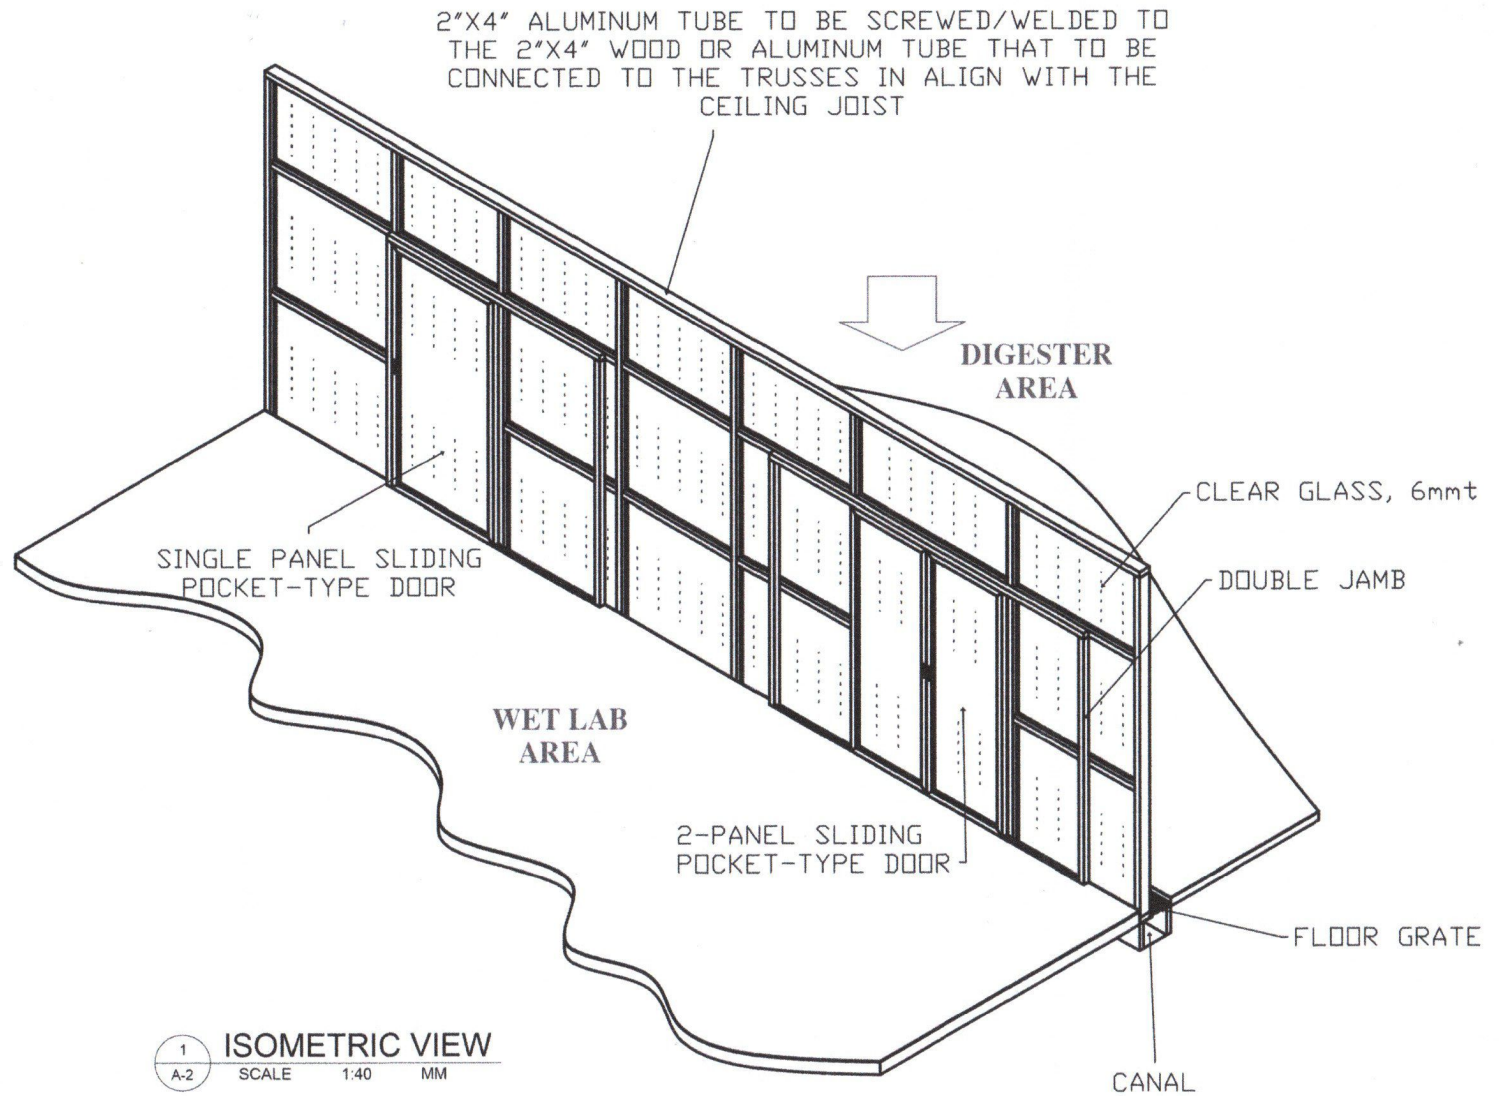 2"X4" ALUMINUM TUBE TO BE SCREWED/WELDED TO
THE 2"X4" WOOD OR ALUMINUM TUBE THAT TO BE
CONNECTED TO THE TRUSSES IN ALIGN WITH THE
CEILING JOIST
DIGESTER
AREA
CLEAR GLASS, 6mmt
DOUBLE JAMB
SINGLE PANEL SLIDING
POCKET-TYPE DOOR
WET LAB
AREA
2-PANEL SLIDING
POCKET-TYPE DOOR
FLOOR GRATE
CANAL
1
A-2
ISOMETRIC VIEW
SCALE 1:40 MM